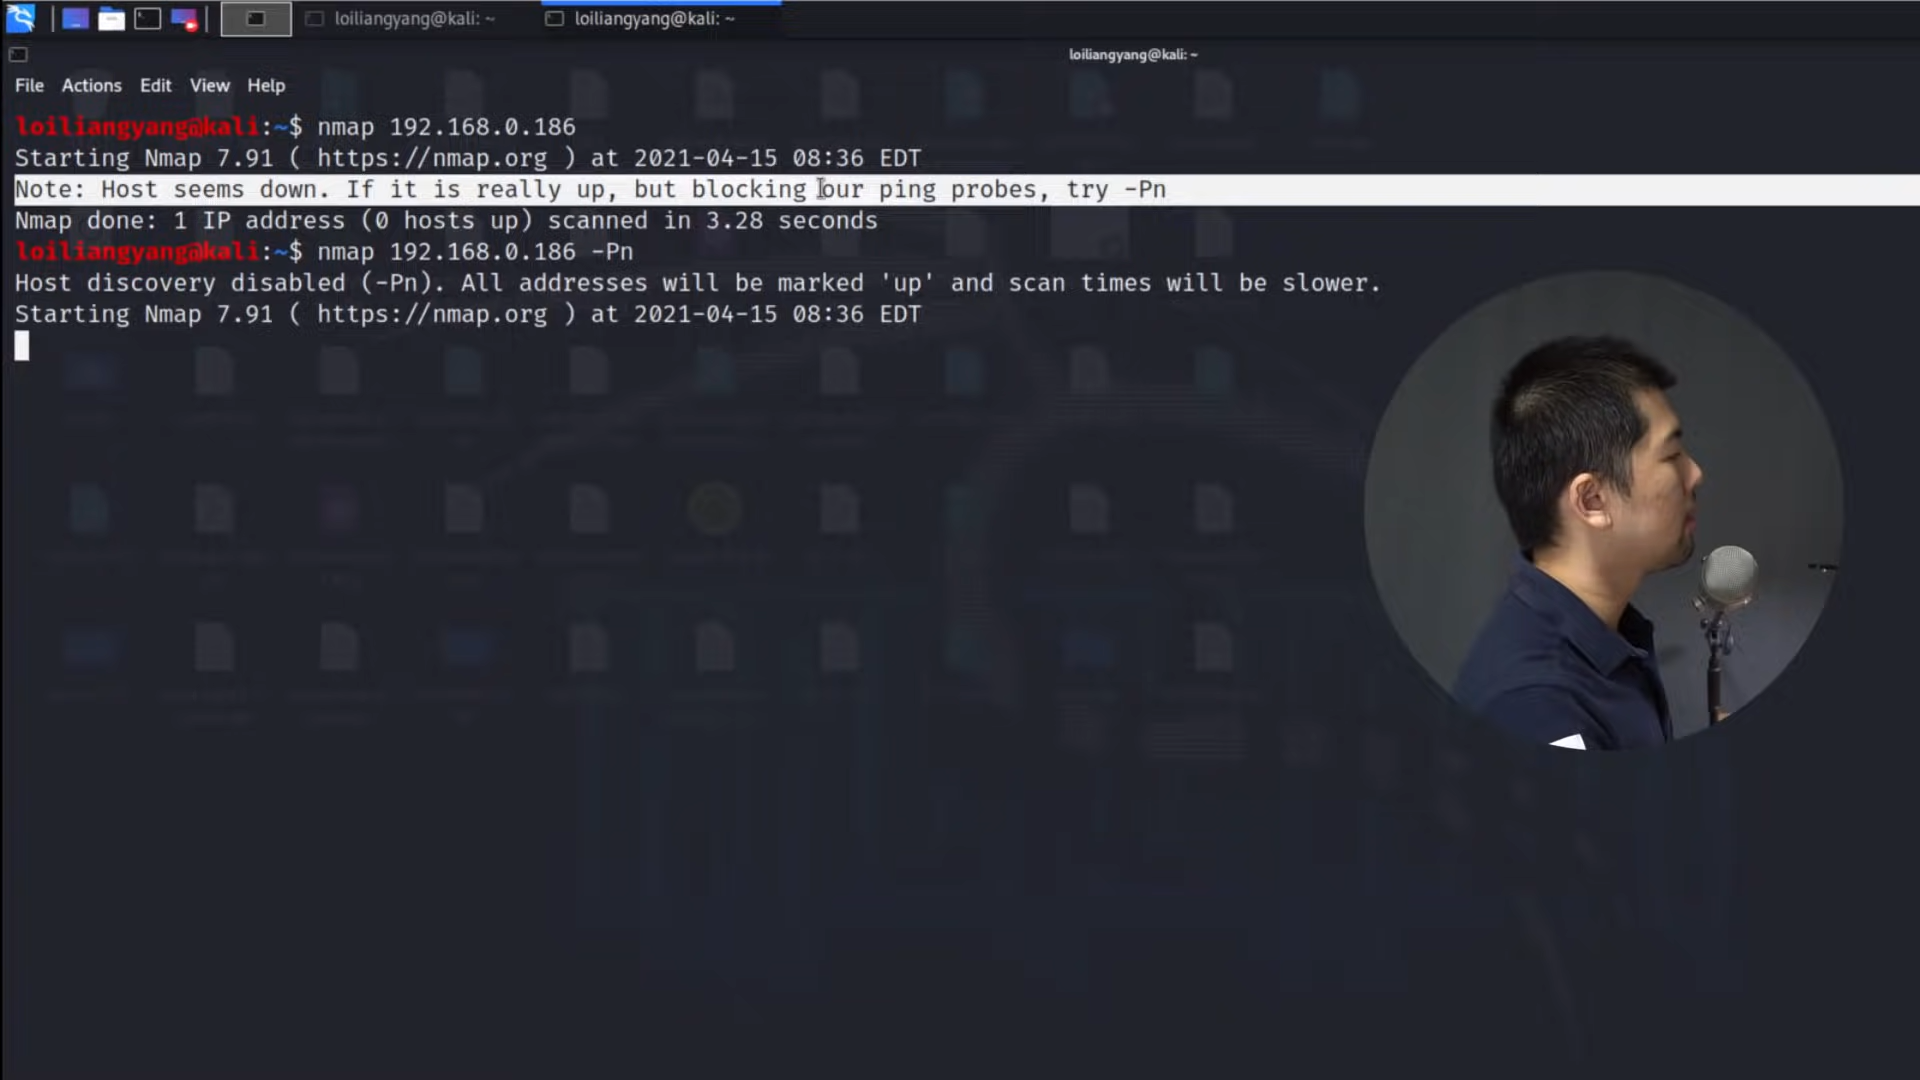 loiliangyang@kali: ~
loiliangyang@kali: ~
loiliangyang@kali: ~
File Actions Edit View Help
loiliangyang@kali:~$ nmap 192.168.0.186
Starting Nmap 7.91 ( https://nmap.org ) at 2021-04-15 08:36 EDT
Note: Host seems down. If it is really up, but blocking our ping probes, try -Pn
Nmap done: 1 IP address (0 hosts up) scanned in 3.28 seconds
loiliangyang@kali:~$ nmap 192.168.0.186 -Pn
Host discovery disabled (-Pn). All addresses will be marked 'up' and scan times will be slower.
Starting Nmap 7.91 ( https://nmap.org ) at 2021-04-15 08:36 EDT